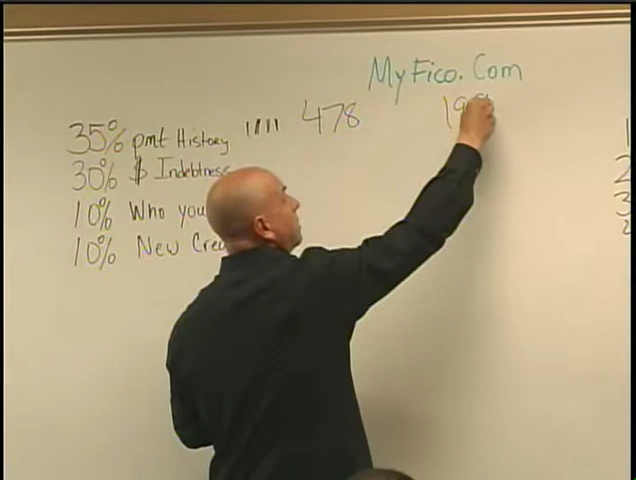 MyFico.Com
35% pmt History |||| 478
30% $ Indebtness
10% Who you
10% New Cre